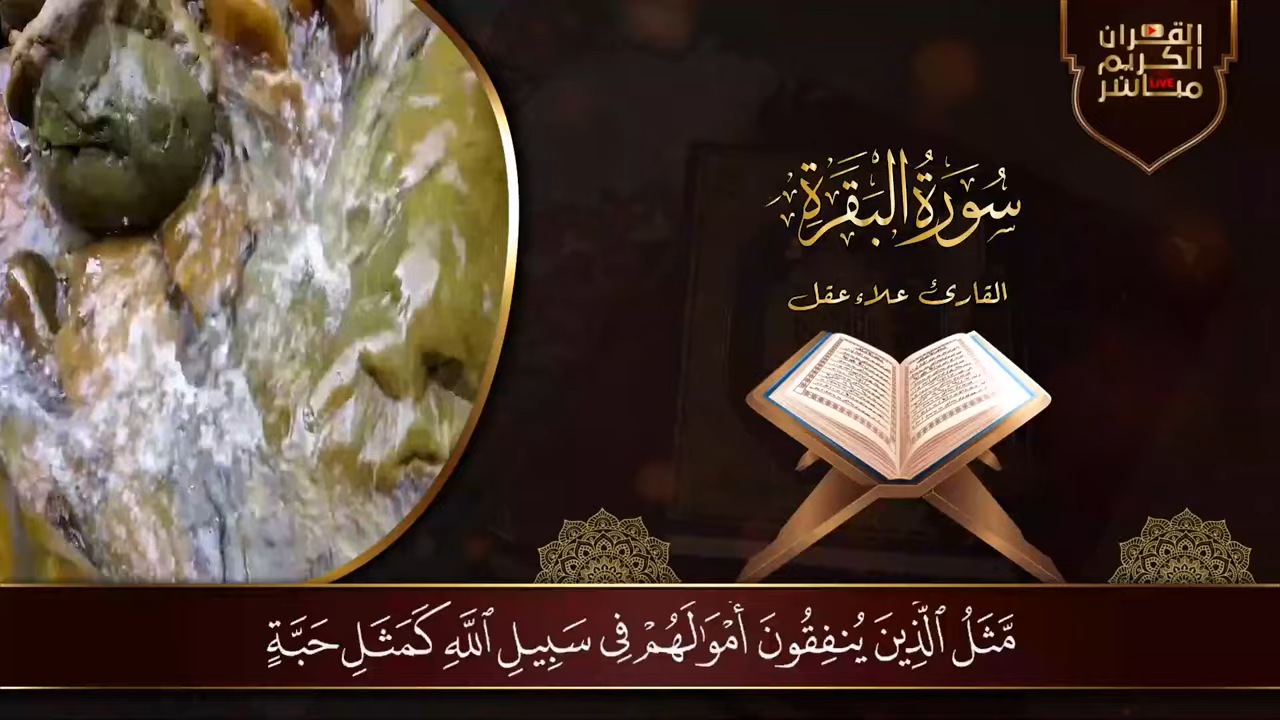 القرآن
الكريم
مباشر
LIVE
سُورَةُ البَقَرَةِ
القارئ علاء عقل
مَّثَلُ ٱلَّذِينَ يُنفِقُونَ أَمْوَٰلَهُمْ فِى سَبِيلِ ٱللَّهِ كَمَثَلِ حَبَّةٍ